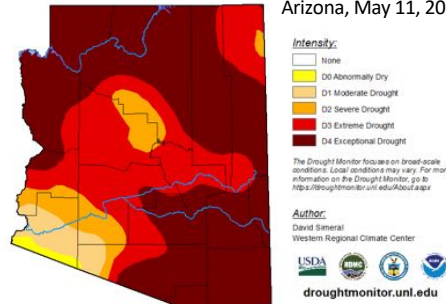 Arizona, May 11, 20
Intensity:
None
D0 Abnormally Dry
D1 Moderate Drought
D2 Severe Drought
D3 Extreme Drought
D4 Exceptional Drought
The Drought Monitor focuses on broad-scale
conditions. Local conditions may vary. For more
information on the Drought Monitor, go to
https://droughtmonitor.unl.edu/About.aspx
Author:
David Simeral
Western Regional Climate Center
USDA
NDMC
droughtmonitor.unl.edu